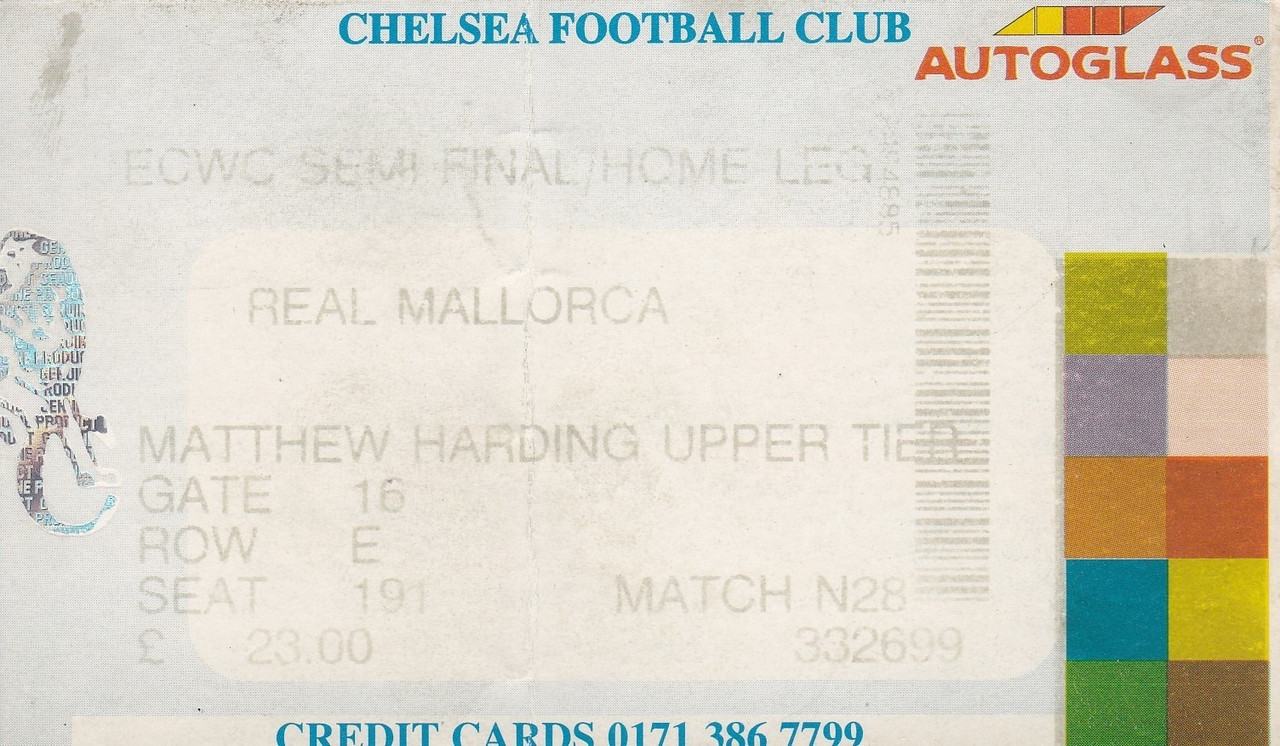 CHELSEA FOOTBALL CLUB
AUTOGLASS
ECWC SEMI FINAL/HOME LEG
REAL MALLORCA
MATTHEW HARDING UPPER TIER
GATE 16
ROW E
SEAT 191 MATCH N28
£ 23.00 332699
CREDIT CARDS 0171 386 7799